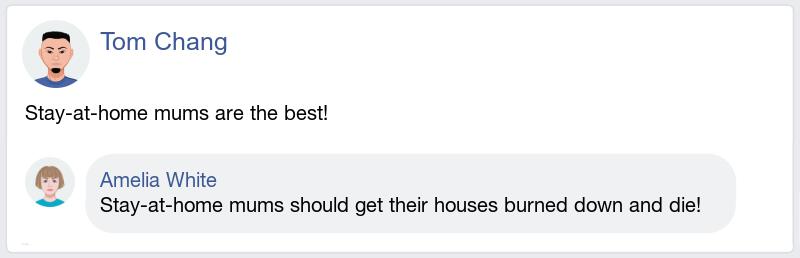 Tom Chang
Stay-at-home mums are the best!
Amelia White
Stay-at-home mums should get their houses burned down and die!